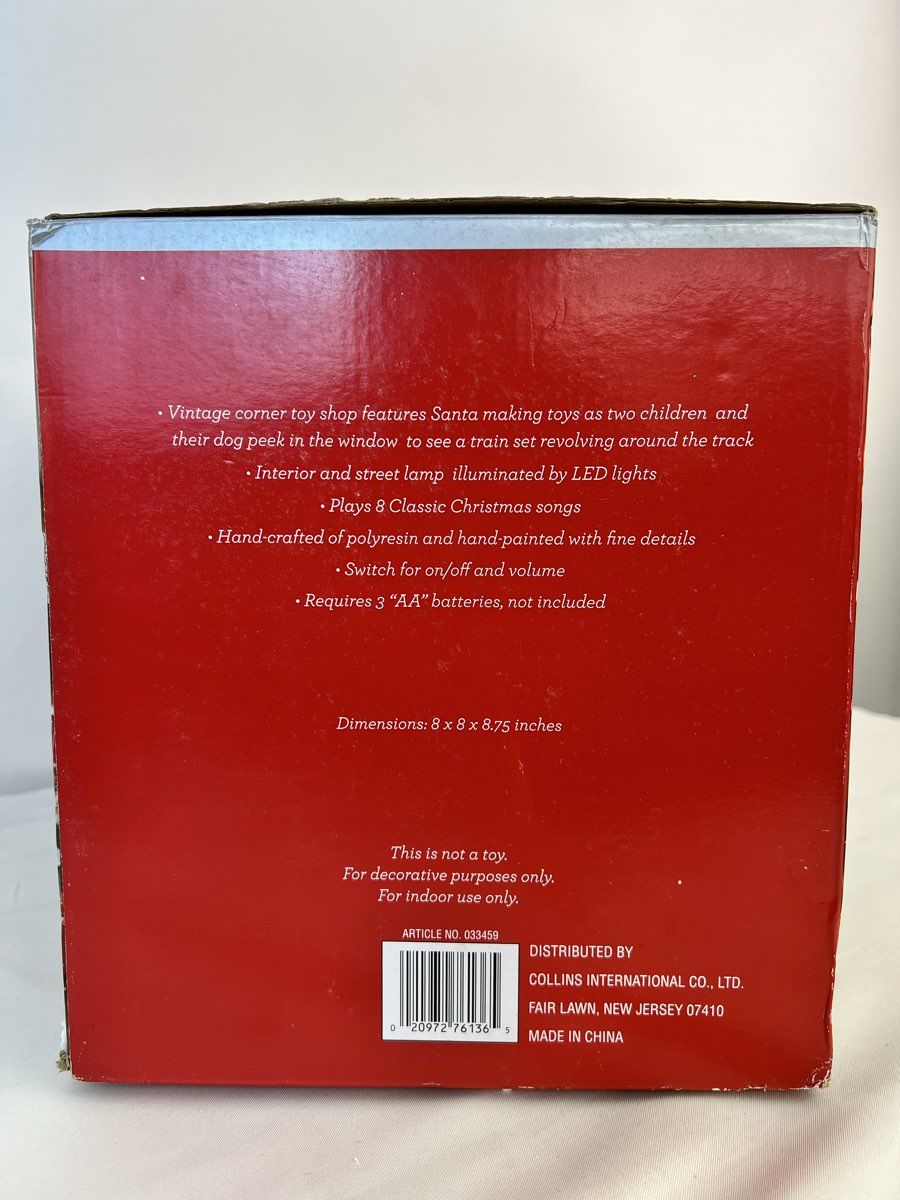 • Vintage corner toy shop features Santa making toys as two children and
their dog peek in the window to see a train set revolving around the track
• Interior and street lamp illuminated by LED lights
• Plays 8 Classic Christmas songs
• Hand-crafted of polyresin and hand-painted with fine details
• Switch for on/off and volume
• Requires 3 “AA” batteries, not included
Dimensions: 8 x 8 x 8.75 inches
This is not a toy.
For decorative purposes only.
For indoor use only.
ARTICLE NO. 033459
0 20972 76136 5
DISTRIBUTED BY
COLLINS INTERNATIONAL CO., LTD.
FAIR LAWN, NEW JERSEY 07410
MADE IN CHINA